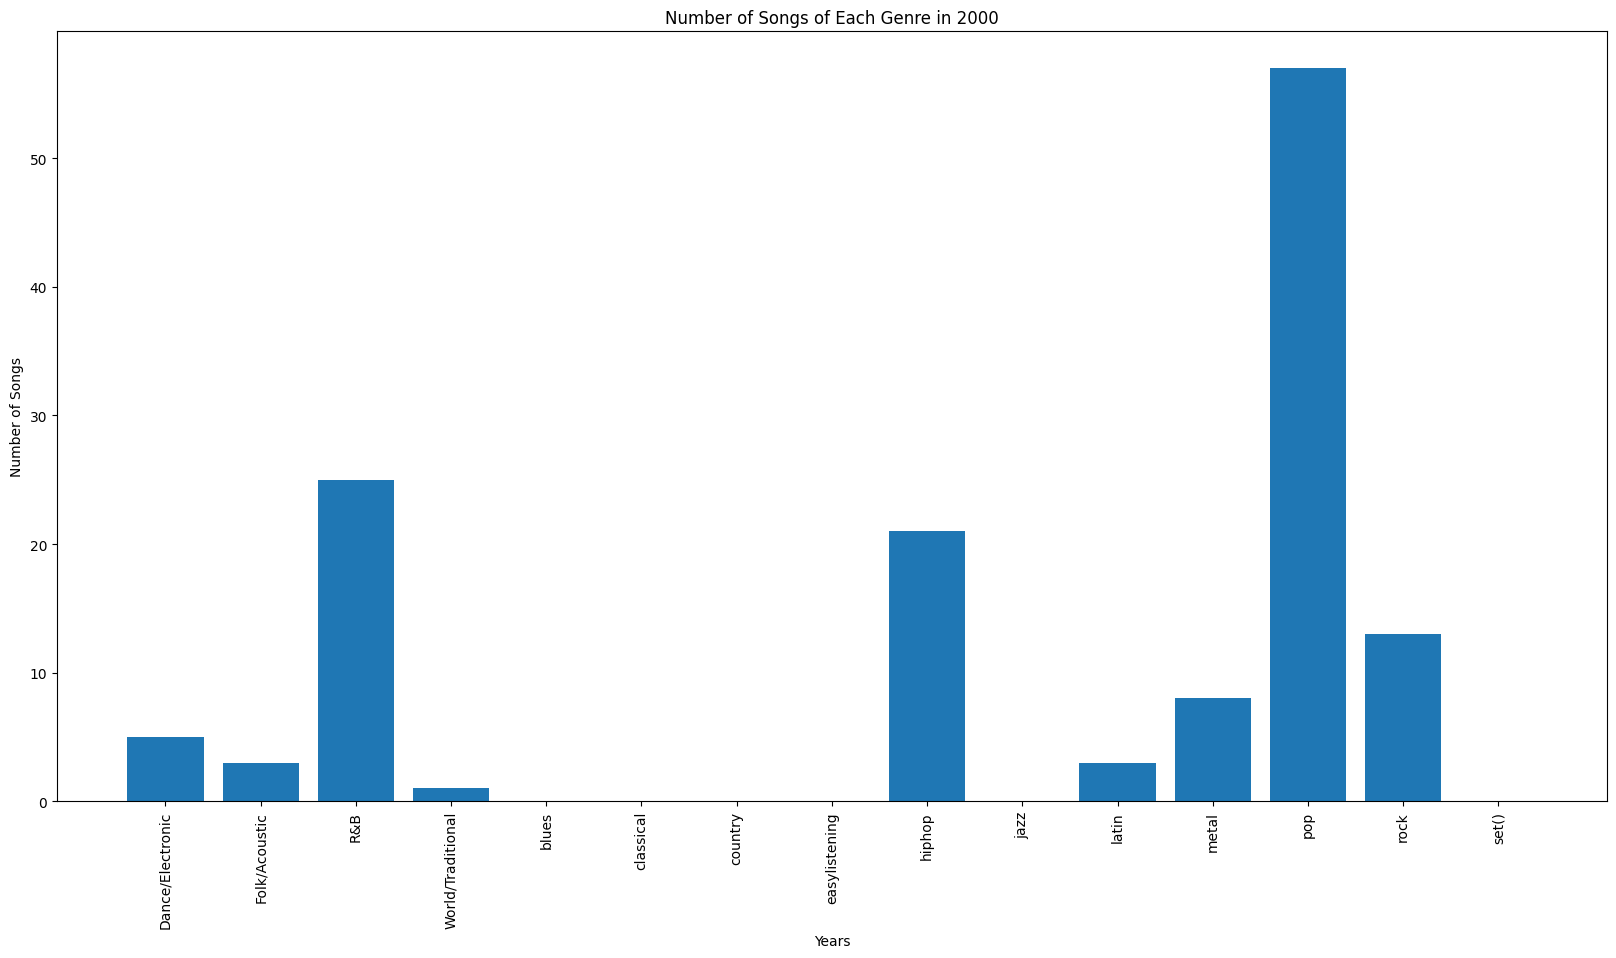 Number of Songs of Each Genre in 2000
Number of Songs
50
40
30
20
10
0
Dance/Electronic
Folk/Acoustic
R&B
World/Traditional
blues
classical
country
easylistening
hiphop
jazz
latin
metal
pop
rock
set()
Years